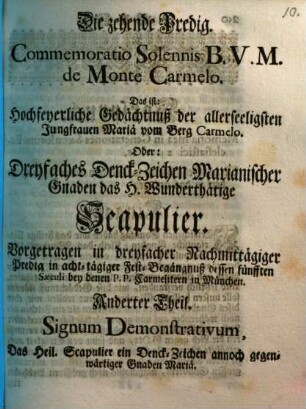 10.
Die zehende Predig.
Commemoratio Solennis B. V. M.
de Monte Carmelo.
Das ist:
Hochfeyerliche Gedächtnuß der allerseeligsten
Jungfrauen Mariä vom Berg Carmelo.
Oder:
Dreyfaches Denck-Zeichen Marianischer
Gnaden das H. Wunderthätige
Scapulier.
Vorgetragen in dreyfacher Nachmittägiger
Predig in acht-tägiger Fest-Begängnuß dessen fünfften
Sæculi bey denen P. P. Carmelitern in München.
Anderter Theil.
Signum Demonstrativum,
Das Heil. Scapulier ein Denck-Zeichen annoch gegen-
wärtiger Gnaden Mariä.